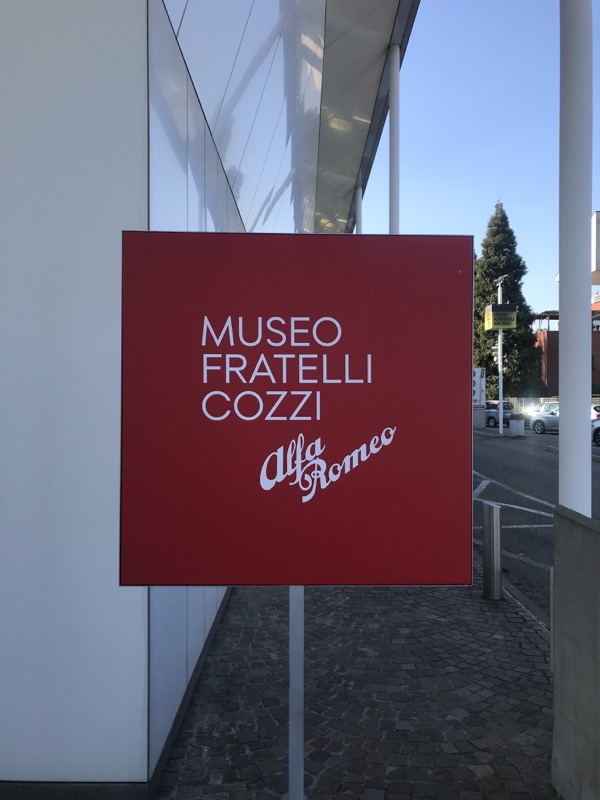 MUSEO
FRATELLI
COZZI
Alfa
Romeo